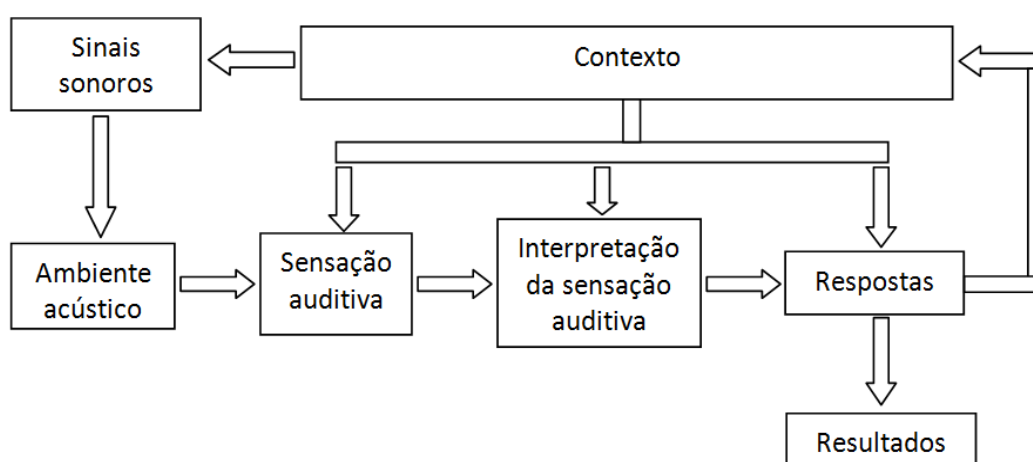 Sinais
sonoros
Contexto
Ambiente
acústico
Sensação
auditiva
Interpretação
da sensação
auditiva
Respostas
Resultados